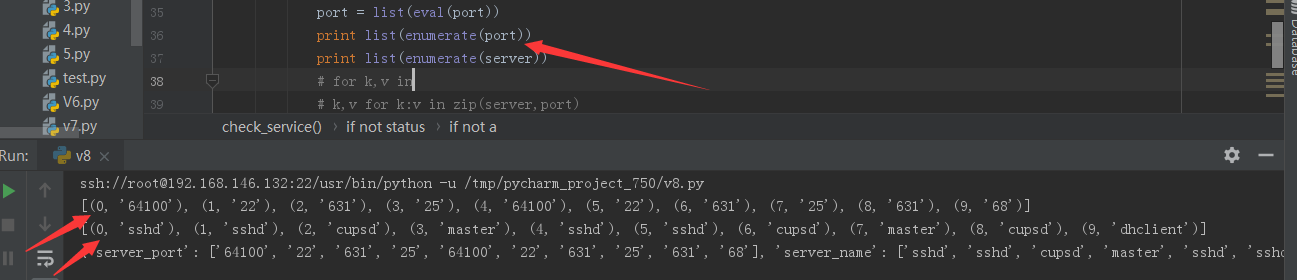 3.py
4.py
5.py
test.py
V6.py
v7.py
35 port = list(eval(port))
36 print list(enumerate(port))
37 print list(enumerate(server))
38 # for k,v in
39 # k,v for k:v in zip(server,port)
check_service() › if not status › if not a
Database
Run: v8 ×
ssh://root@192.168.146.132:22/usr/bin/python -u /tmp/pycharm_project_750/v8.py
[(0, '64100'), (1, '22'), (2, '631'), (3, '25'), (4, '64100'), (5, '22'), (6, '631'), (7, '25'), (8, '631'), (9, '68')]
[(0, 'sshd'), (1, 'sshd'), (2, 'cupsd'), (3, 'master'), (4, 'sshd'), (5, 'sshd'), (6, 'cupsd'), (7, 'master'), (8, 'cupsd'), (9, 'dhclient')]
'server_port': ['64100', '22', '631', '25', '64100', '22', '631', '25', '631', '68'], 'server_name': ['sshd', 'sshd', 'cupsd', 'master', 'sshd', 'sshd